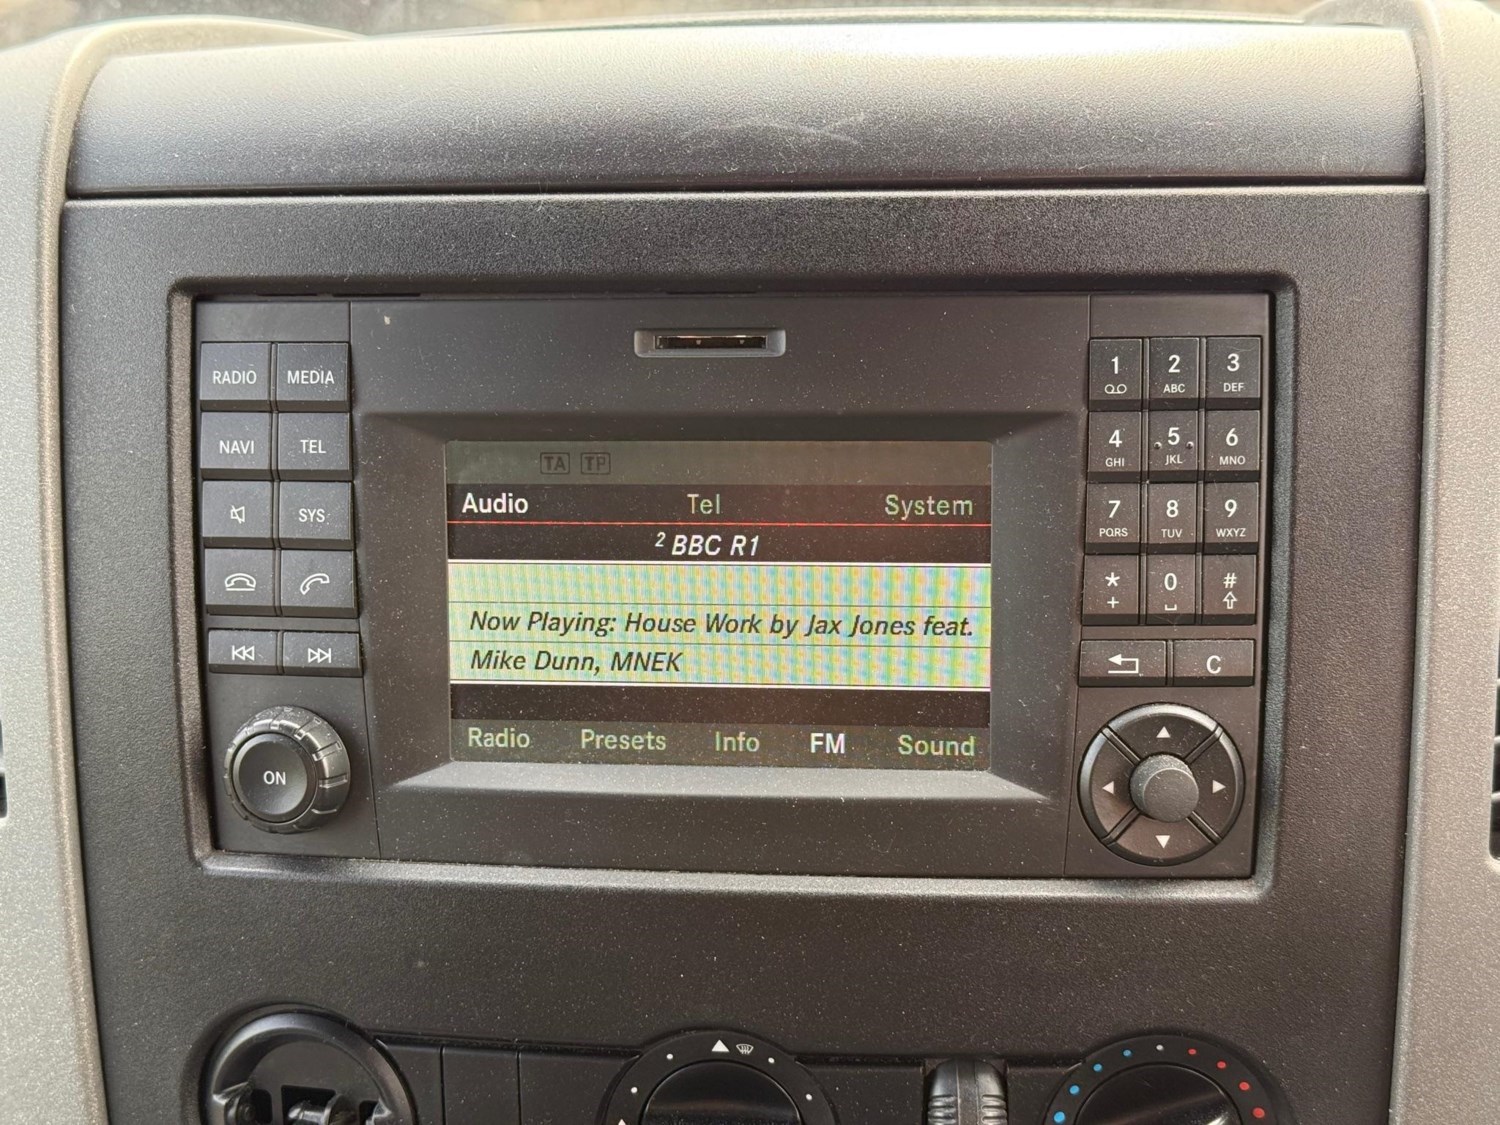 RADIO MEDIA
NAVI TEL
SYS
ON
TA TP
Audio Tel System
2 BBC R1
Now Playing: House Work by Jax Jones feat.
Mike Dunn, MNEK
Radio Presets Info FM Sound
1 2 3
ABC DEF
4 5 6
GHI JKL MNO
7 8 9
PQRS TUV WXYZ
* 0 #
+
C